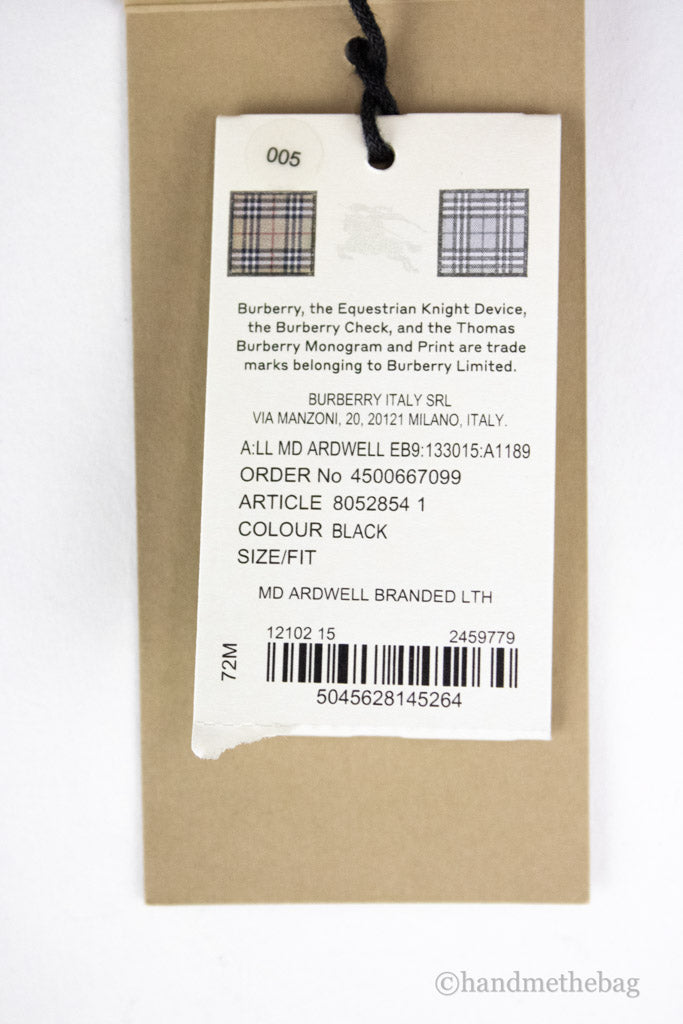 005
Burberry, the Equestrian Knight Device,
the Burberry Check, and the Thomas
Burberry Monogram and Print are trade
marks belonging to Burberry Limited.
BURBERRY ITALY SRL
VIA MANZONI, 20, 20121 MILANO, ITALY.
A:LL MD ARDWELL EB9:133015:A1189
ORDER No 4500667099
ARTICLE 8052854 1
COLOUR BLACK
SIZE/FIT
MD ARDWELL BRANDED LTH
12102 15 2459779
72M
5045628145264
©handmethebag